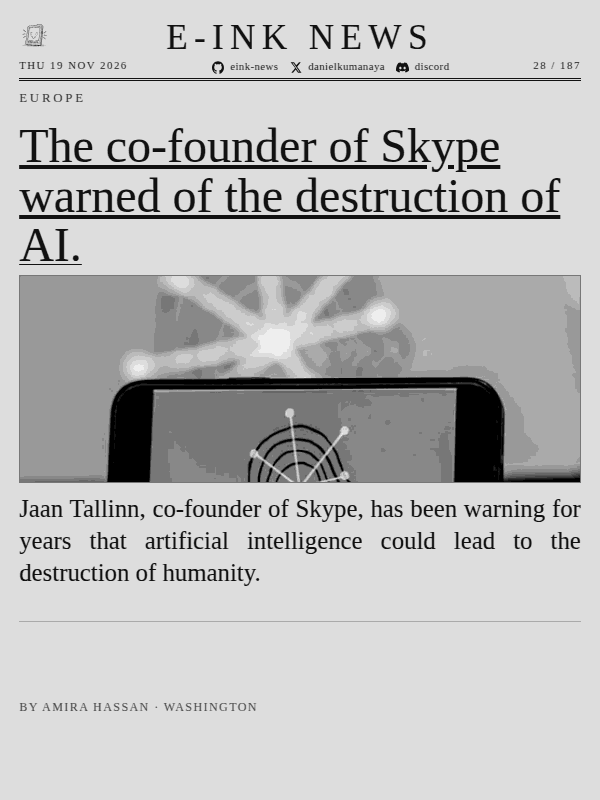 E-INK NEWS
THU 19 NOV 2026
eink-news danielkumanaya discord
28 / 187
EUROPE
The co-founder of Skype
warned of the destruction of
AI.
Jaan Tallinn, co-founder of Skype, has been warning for
years that artificial intelligence could lead to the
destruction of humanity.
BY AMIRA HASSAN · WASHINGTON